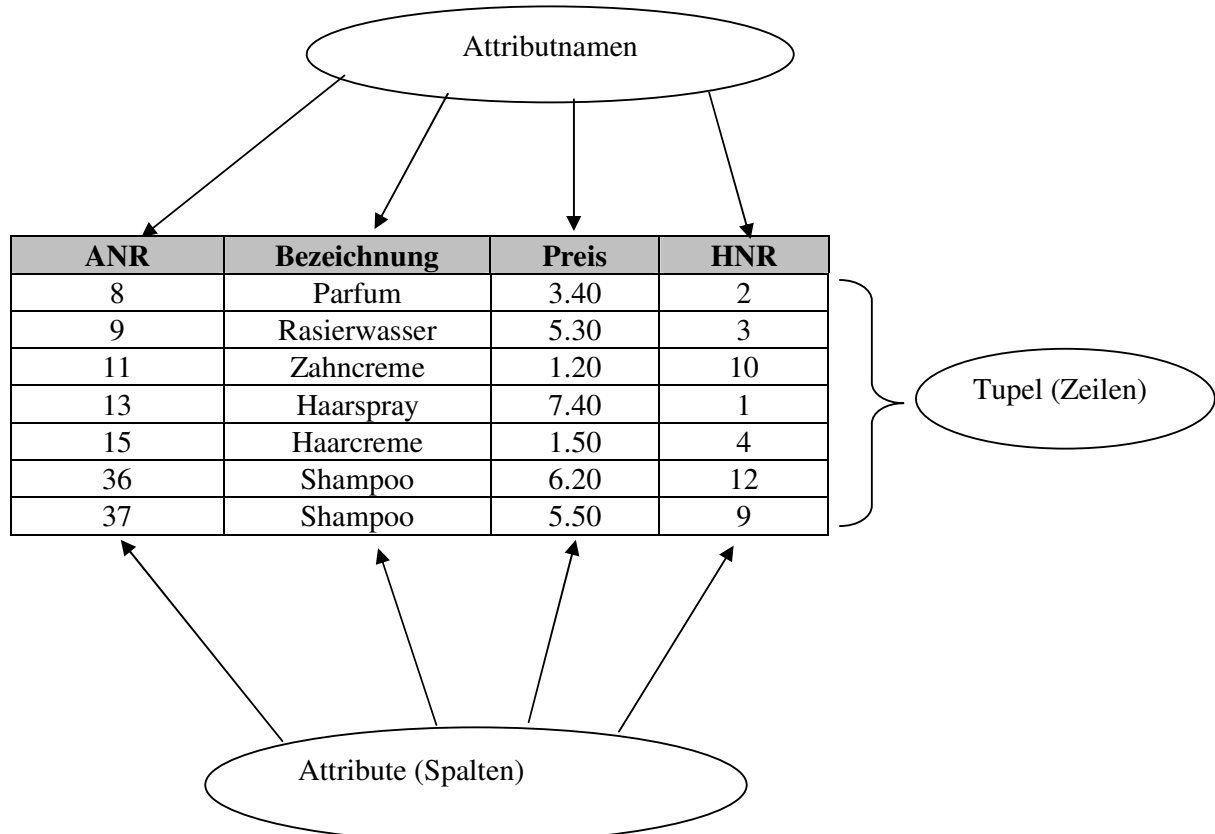 Attributnamen
ANR Bezeichnung Preis HNR
8 Parfum 3.40 2
9 Rasierwasser 5.30 3
11 Zahncreme 1.20 10
13 Haarspray 7.40 1
15 Haarcreme 1.50 4
36 Shampoo 6.20 12
37 Shampoo 5.50 9
Tupel (Zeilen)
Attribute (Spalten)